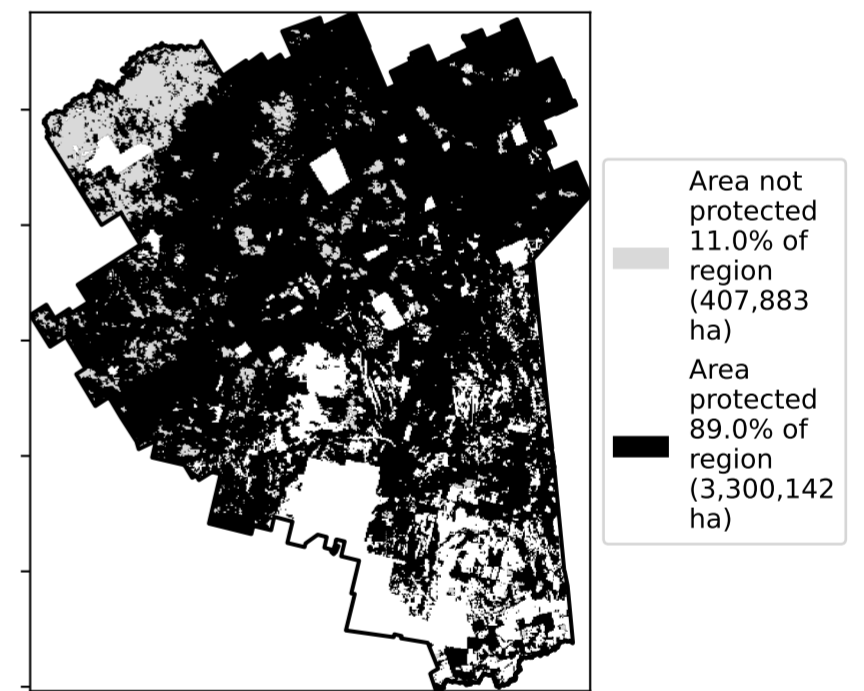 Area not
protected
11.0% of
region
(407,883
ha)
Area
protected
89.0% of
region
(3,300,142
ha)